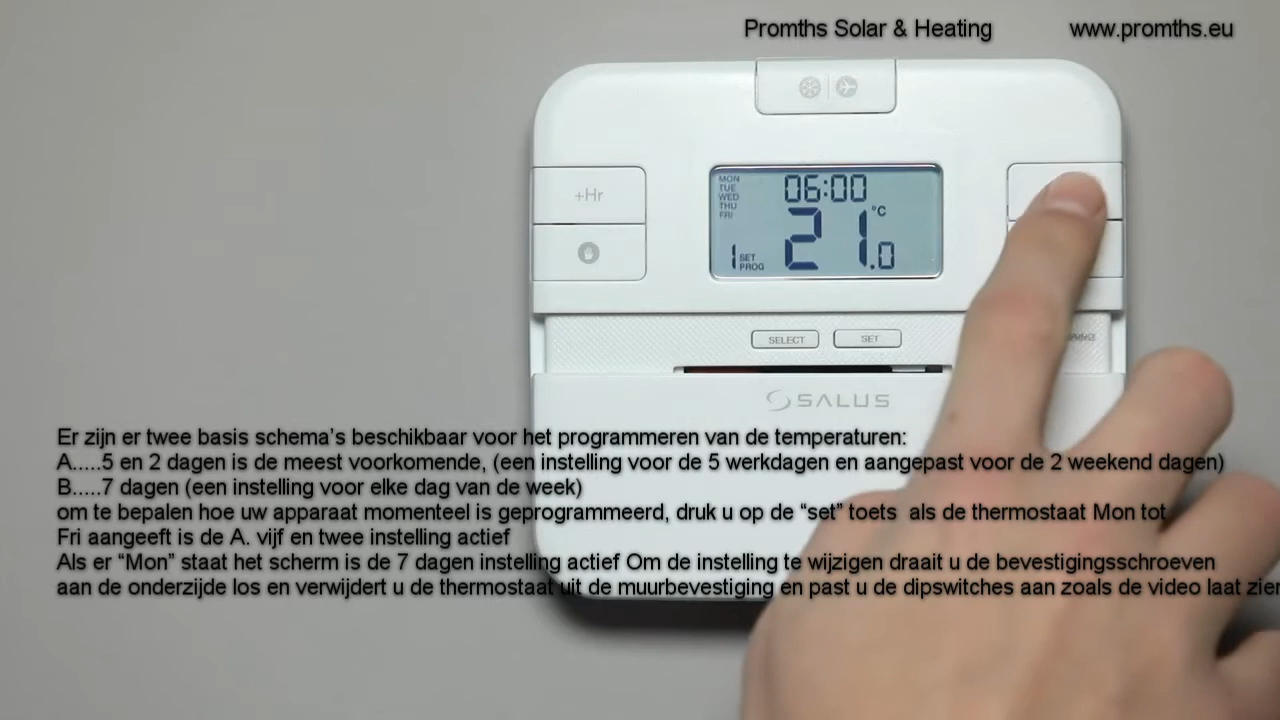 Promths Solar & Heating www.promths.eu
+Hr
MON
TUE
WED
THU
FRI
06:00
21.0 °C
1 SET PROG
SELECT SET
SALUS
Er zijn er twee basis schema's beschikbaar voor het programmeren van de temperaturen:
A.....5 en 2 dagen is de meest voorkomende, (een instelling voor de 5 werkdagen en aangepast voor de 2 weekend dagen)
B.....7 dagen (een instelling voor elke dag van de week)
om te bepalen hoe uw apparaat momenteel is geprogrammeerd, druk u op de “set” toets als de thermostaat Mon tot
Fri aangeeft is de A. vijf en twee instelling actief
Als er “Mon” staat het scherm is de 7 dagen instelling actief Om de instelling te wijzigen draait u de bevestigingsschroeven
aan de onderzijde los en verwijdert u de thermostaat uit de muurbevestiging en past u de dipswitches aan zoals de video laat zien